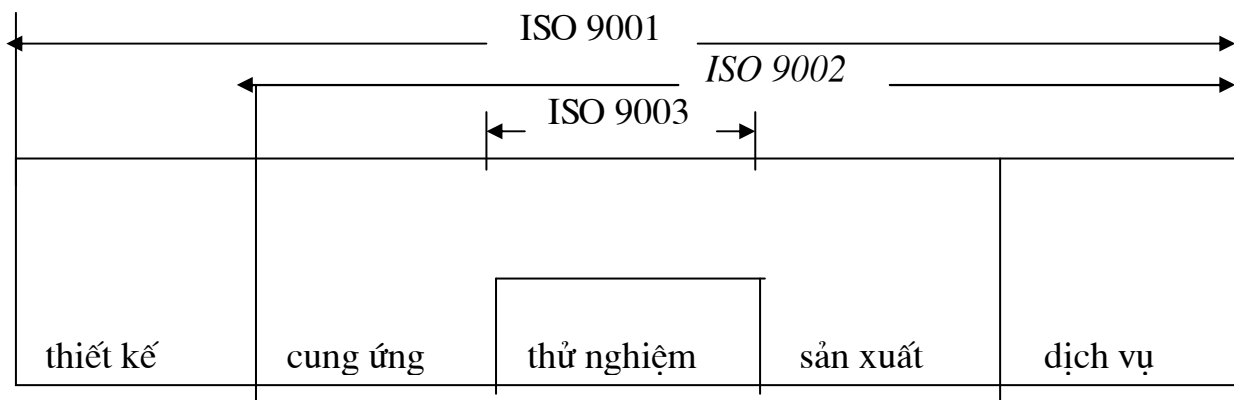 ISO 9001
ISO 9002
ISO 9003
thiết kế cung ứng thử nghiệm sản xuất dịch vụ